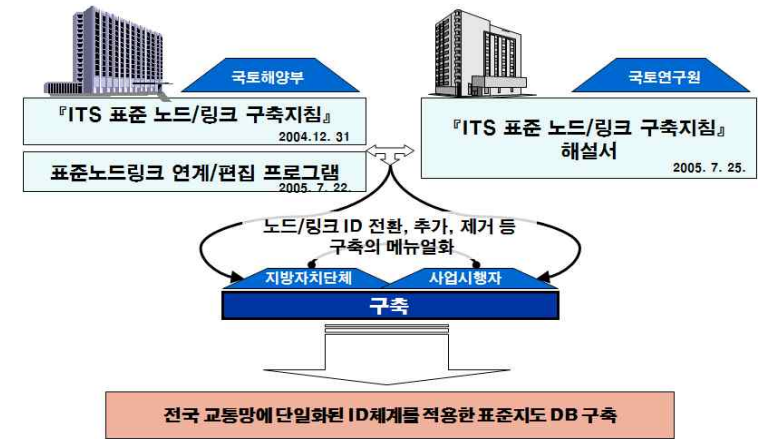 국토해양부
국토연구원
『ITS 표준 노드/링크 구축지침』
2004.12. 31
표준노드링크 연계/편집 프로그램
2005. 7. 22.
『ITS 표준 노드/링크 구축지침』
해설서
2005. 7. 25.
노드/링크 ID 전환, 추가, 제거 등
구축의 메뉴얼화
지방자치단체
사업시행자
구축
전국 교통망에 단일화된 ID체계를 적용한 표준지도 DB 구축